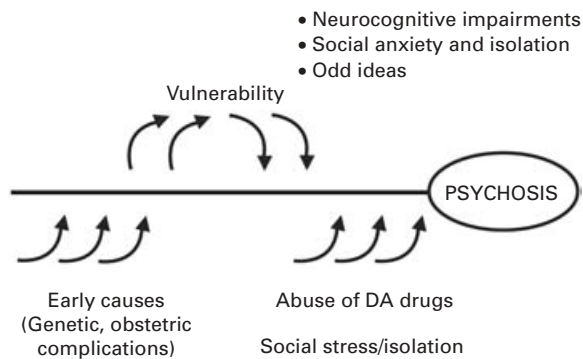 • Neurocognitive impairments
• Social anxiety and isolation
• Odd ideas
Vulnerability
PSYCHOSIS
Early causes
(Genetic, obstetric
complications)
Abuse of DA drugs
Social stress/isolation